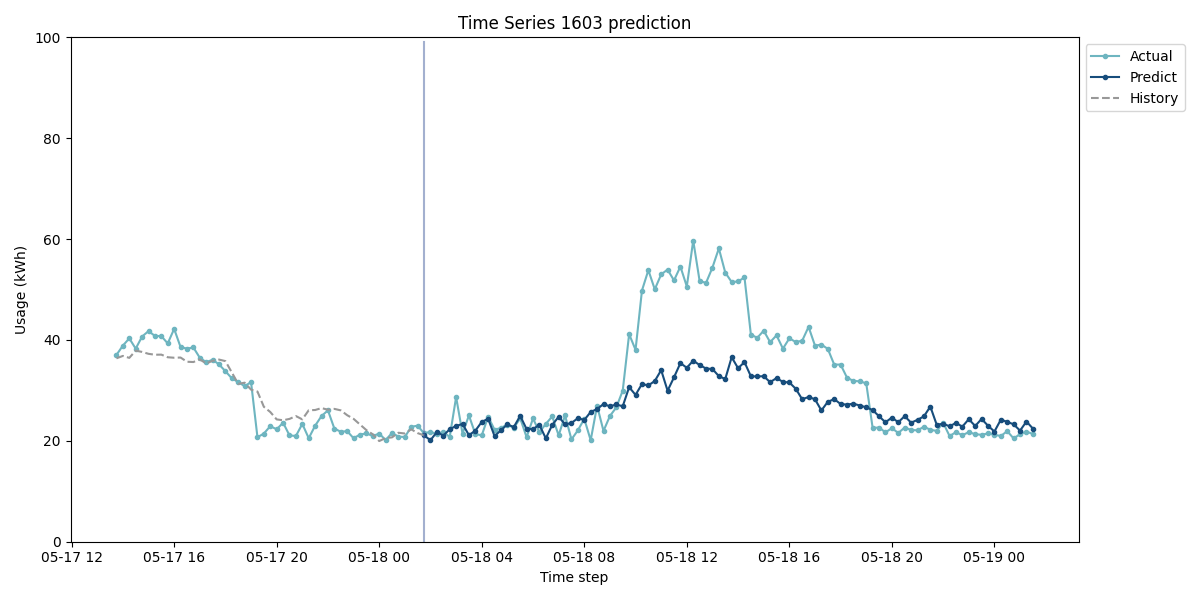 Time Series 1603 prediction
Actual
Predict
History
100
80
60
40
20
0
Usage (kWh)
05-17 12 05-17 16 05-17 20 05-18 00 05-18 04 05-18 08 05-18 12 05-18 16 05-18 20 05-19 00
Time step